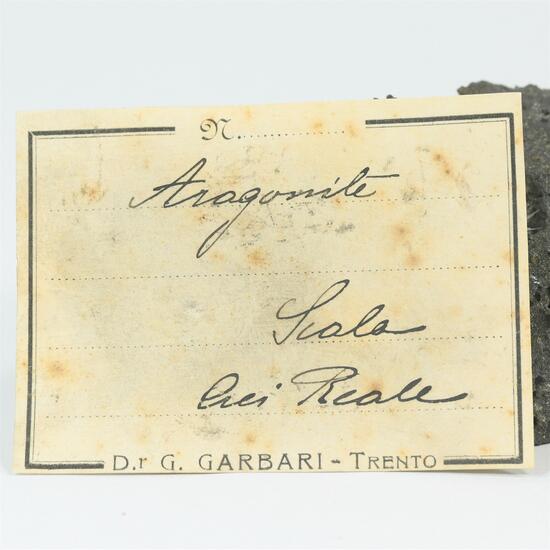 N. ....................
Aragonite
Scala
Aci Reale
D.r G. GARBARI - TRENTO